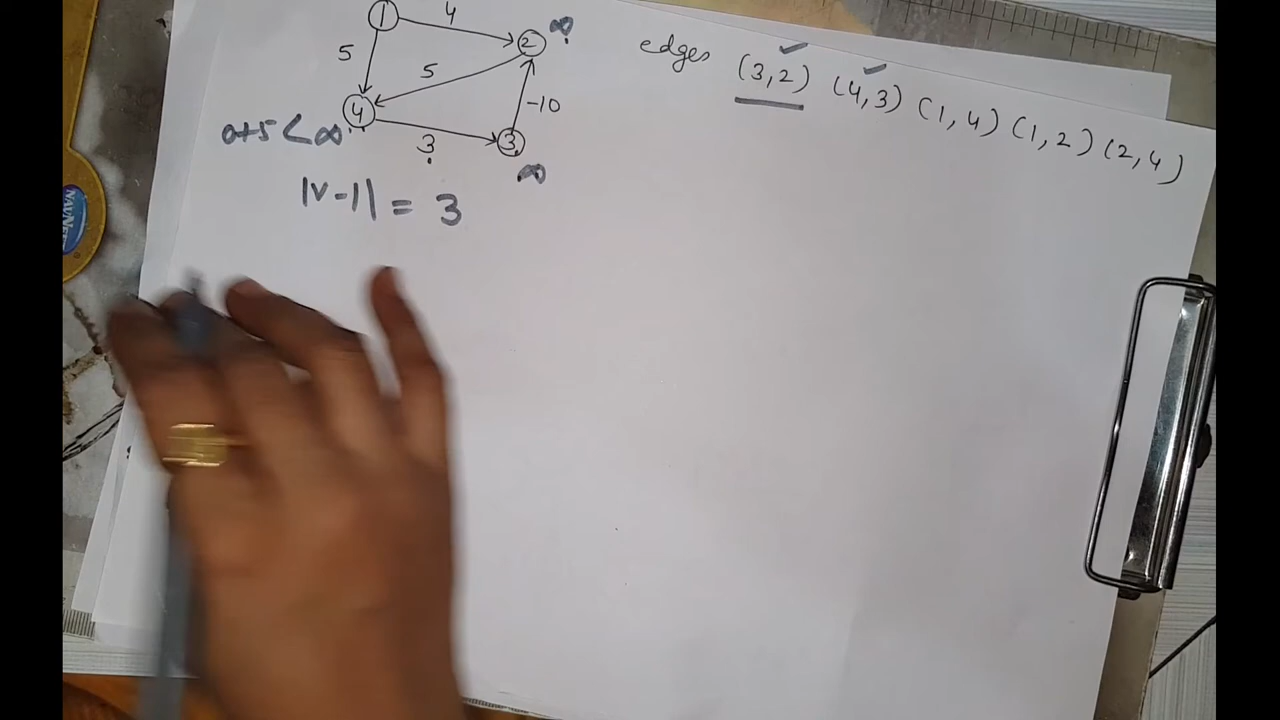 1 4 2 ∞
5 5 -10
4 3 3
0+5 < ∞ ∞
|V-1| = 3
edges (3,2) (4,3) (1,4) (1,2) (2,4)
NAVNEET